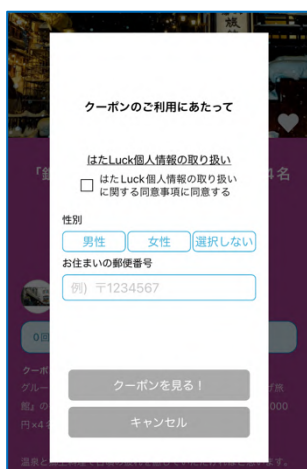 クーポンのご利用にあたって
はたLuck個人情報の取り扱い
はたLuck個人情報の取り扱い
に関する同意事項に同意する
性別
男性
女性
選択しない
お住まいの郵便番号
例）〒1234567
0回
クーポンを見る！
キャンセル